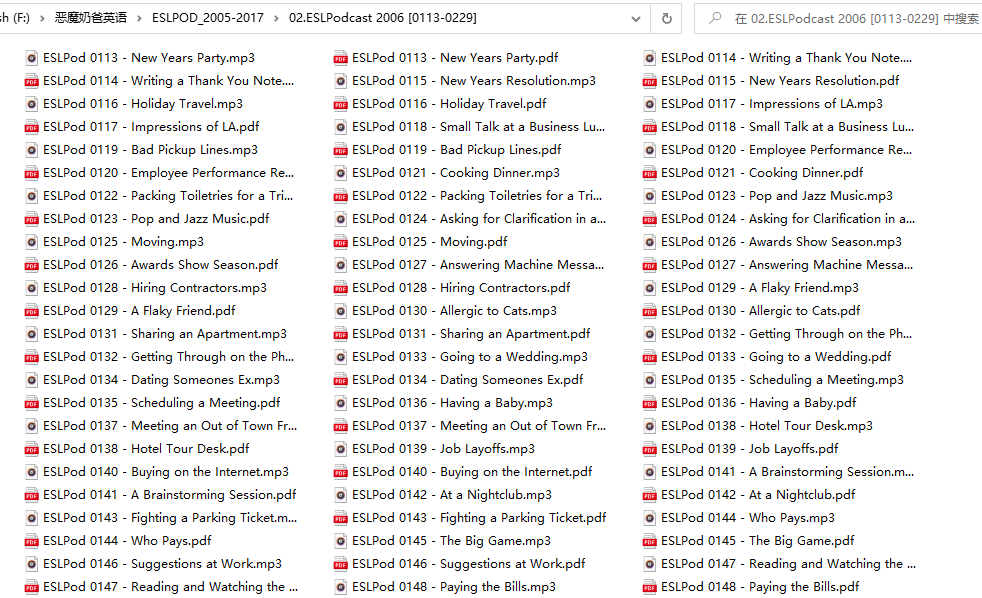 sh (F:) > 恶魔奶爸英语 > ESLPOD_2005-2017 > 02.ESLPodcast 2006 [0113-0229]
在 02.ESLPodcast 2006 [0113-0229] 中搜索
ESLPod 0113 - New Years Party.mp3 ESLPod 0113 - New Years Party.pdf ESLPod 0114 - Writing a Thank You Note....
ESLPod 0114 - Writing a Thank You Note.... ESLPod 0115 - New Years Resolution.mp3 ESLPod 0115 - New Years Resolution.pdf
ESLPod 0116 - Holiday Travel.mp3 ESLPod 0116 - Holiday Travel.pdf ESLPod 0117 - Impressions of LA.mp3
ESLPod 0117 - Impressions of LA.pdf ESLPod 0118 - Small Talk at a Business Lu... ESLPod 0118 - Small Talk at a Business Lu...
ESLPod 0119 - Bad Pickup Lines.mp3 ESLPod 0119 - Bad Pickup Lines.pdf ESLPod 0120 - Employee Performance Re...
ESLPod 0120 - Employee Performance Re... ESLPod 0121 - Cooking Dinner.mp3 ESLPod 0121 - Cooking Dinner.pdf
ESLPod 0122 - Packing Toiletries for a Tri... ESLPod 0122 - Packing Toiletries for a Tri... ESLPod 0123 - Pop and Jazz Music.mp3
ESLPod 0123 - Pop and Jazz Music.pdf ESLPod 0124 - Asking for Clarification in a... ESLPod 0124 - Asking for Clarification in a...
ESLPod 0125 - Moving.mp3 ESLPod 0125 - Moving.pdf ESLPod 0126 - Awards Show Season.mp3
ESLPod 0126 - Awards Show Season.pdf ESLPod 0127 - Answering Machine Messa... ESLPod 0127 - Answering Machine Messa...
ESLPod 0128 - Hiring Contractors.mp3 ESLPod 0128 - Hiring Contractors.pdf ESLPod 0129 - A Flaky Friend.mp3
ESLPod 0129 - A Flaky Friend.pdf ESLPod 0130 - Allergic to Cats.mp3 ESLPod 0130 - Allergic to Cats.pdf
ESLPod 0131 - Sharing an Apartment.mp3 ESLPod 0131 - Sharing an Apartment.pdf ESLPod 0132 - Getting Through on the Ph...
ESLPod 0132 - Getting Through on the Ph... ESLPod 0133 - Going to a Wedding.mp3 ESLPod 0133 - Going to a Wedding.pdf
ESLPod 0134 - Dating Someones Ex.mp3 ESLPod 0134 - Dating Someones Ex.pdf ESLPod 0135 - Scheduling a Meeting.mp3
ESLPod 0135 - Scheduling a Meeting.pdf ESLPod 0136 - Having a Baby.mp3 ESLPod 0136 - Having a Baby.pdf
ESLPod 0137 - Meeting an Out of Town Fr... ESLPod 0137 - Meeting an Out of Town Fr... ESLPod 0138 - Hotel Tour Desk.mp3
ESLPod 0138 - Hotel Tour Desk.pdf ESLPod 0139 - Job Layoffs.mp3 ESLPod 0139 - Job Layoffs.pdf
ESLPod 0140 - Buying on the Internet.mp3 ESLPod 0140 - Buying on the Internet.pdf ESLPod 0141 - A Brainstorming Session.m...
ESLPod 0141 - A Brainstorming Session.pdf ESLPod 0142 - At a Nightclub.mp3 ESLPod 0142 - At a Nightclub.pdf
ESLPod 0143 - Fighting a Parking Ticket.m... ESLPod 0143 - Fighting a Parking Ticket.pdf ESLPod 0144 - Who Pays.mp3
ESLPod 0144 - Who Pays.pdf ESLPod 0145 - The Big Game.mp3 ESLPod 0145 - The Big Game.pdf
ESLPod 0146 - Suggestions at Work.mp3 ESLPod 0146 - Suggestions at Work.pdf ESLPod 0147 - Reading and Watching the ...
ESLPod 0147 - Reading and Watching the ... ESLPod 0148 - Paying the Bills.mp3 ESLPod 0148 - Paying the Bills.pdf